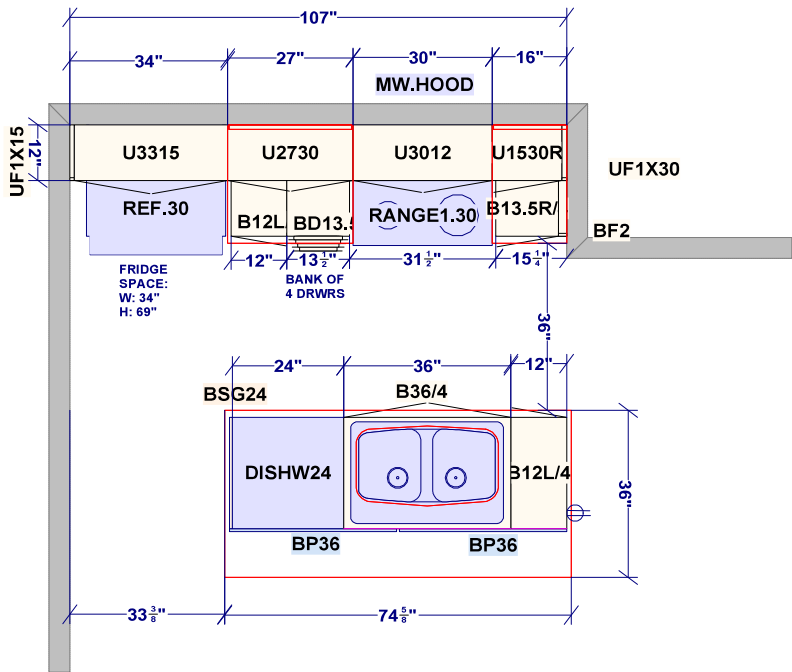 107"
34" 27" 30" 16"
MW.HOOD
UF1X15
12"
U3315 U2730 U3012 U1530R
UF1X30
REF.30 B12L BD13.5 RANGE1.30 B13.5R/
BF2
12" 13 1/2" 31 1/2" 15 1/4"
FRIDGE
SPACE:
W: 34"
H: 69"
BANK OF
4 DRWRS
36"
24" 36" 12"
BSG24 B36/4
DISHW24 B12L/4
36"
BP36 BP36
33 3/8" 74 5/8"